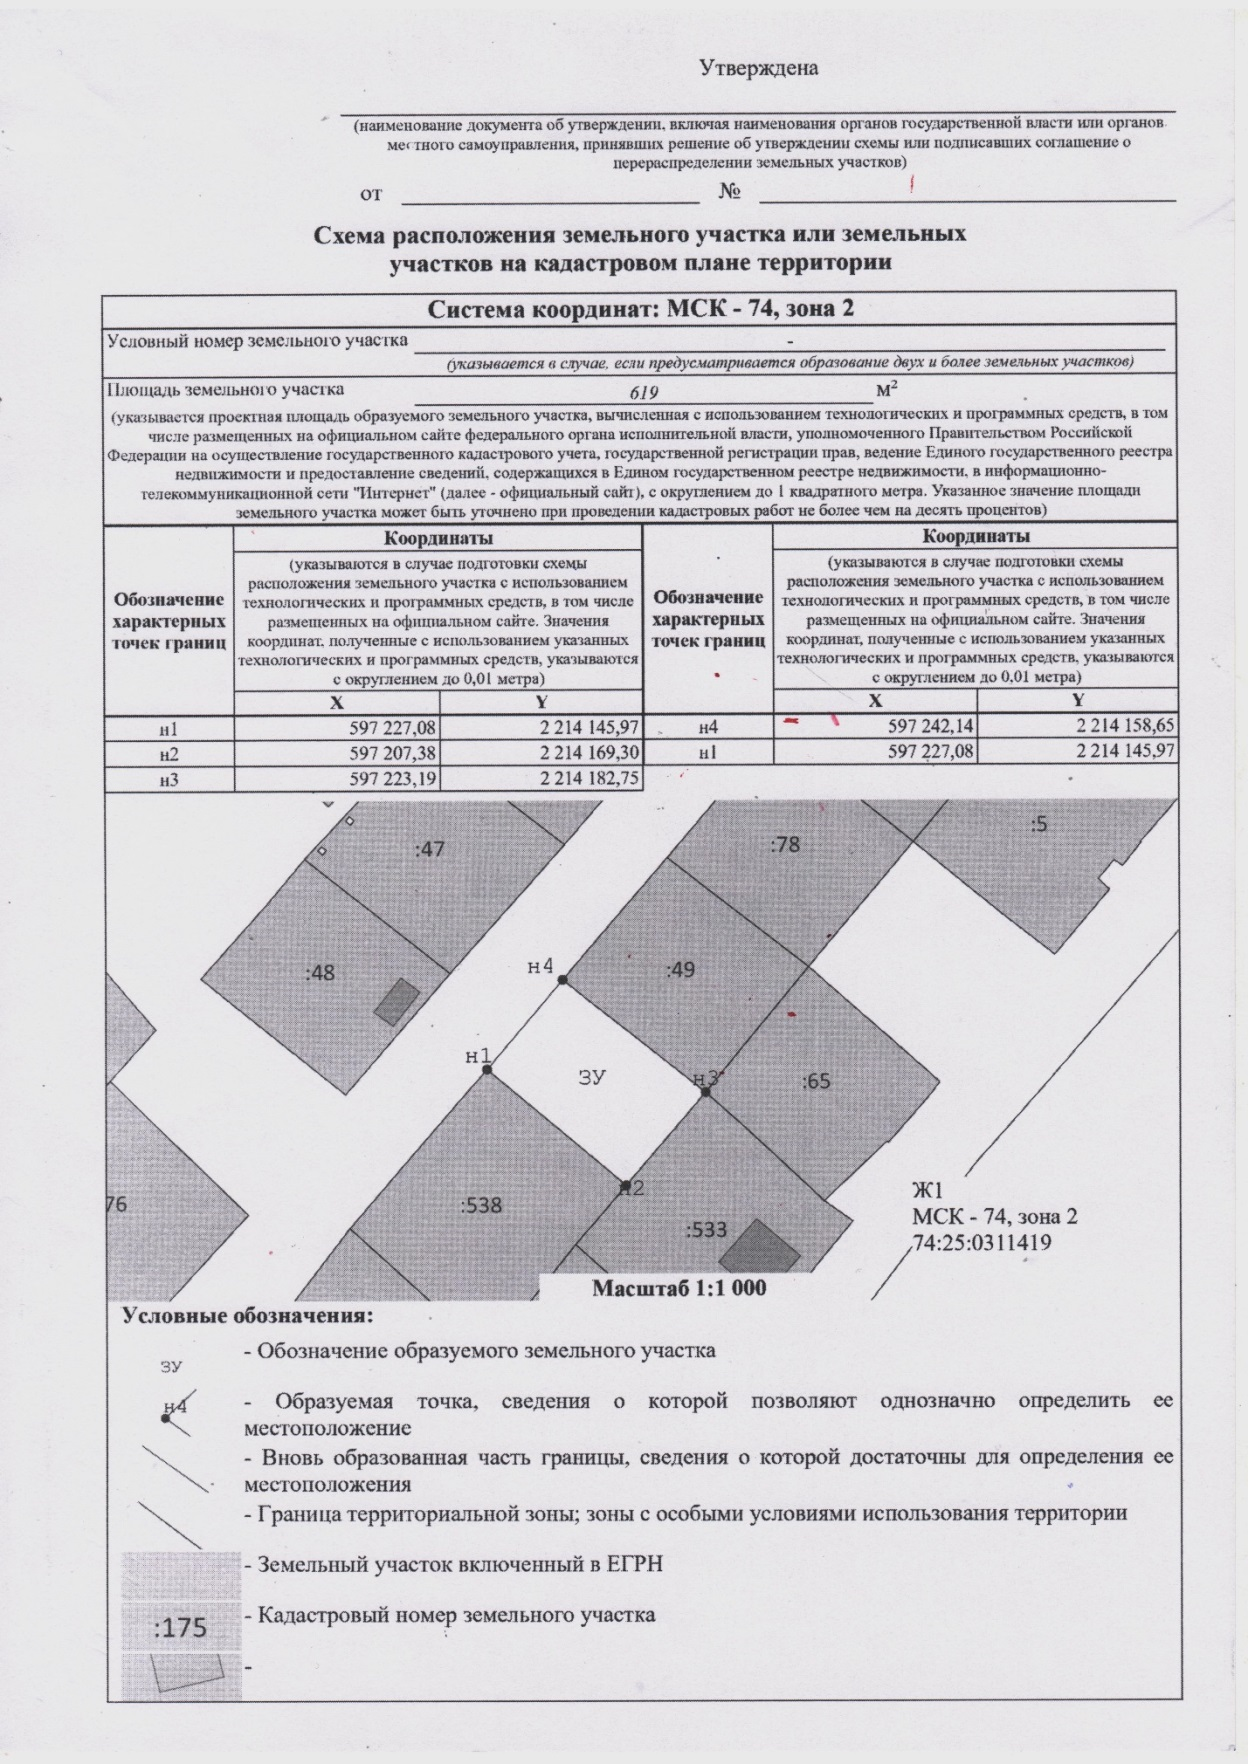 Утверждена
(наименование документа об утверждении, включая наименования органов государственной власти или органов
местного самоуправления, принявших решение об утверждении схемы или подписавших соглашение о
перераспределении земельных участков)
от № 
Схема расположения земельного участка или земельных
участков на кадастровом плане территории
Система координат: МСК - 74, зона 2
Условный номер земельного участка -
(указывается в случае, если предусматривается образование двух и более земельных участков)
Площадь земельного участка 619 м²
(указывается проектная площадь образуемого земельного участка, вычисленная с использованием технологических и программных средств, в том
числе размещенных на официальном сайте федерального органа исполнительной власти, уполномоченного Правительством Российской
Федерации на осуществление государственного кадастрового учета, государственной регистрации прав, ведение Единого государственного реестра
недвижимости и предоставление сведений, содержащихся в Едином государственном реестре недвижимости, в информационно-
телекоммуникационной сети "Интернет" (далее - официальный сайт), с округлением до 1 квадратного метра. Указанное значение площади
земельного участка может быть уточнено при проведении кадастровых работ не более чем на десять процентов)
Обозначение
характерных
точек границ
Координаты
(указываются в случае подготовки схемы
расположения земельного участка с использованием
технологических и программных средств, в том числе
размещенных на официальном сайте. Значения
координат, полученные с использованием указанных
технологических и программных средств, указываются
с округлением до 0,01 метра)
X Y
Обозначение
характерных
точек границ
Координаты
(указываются в случае подготовки схемы
расположения земельного участка с использованием
технологических и программных средств, в том числе
размещенных на официальном сайте. Значения
координат, полученные с использованием указанных
технологических и программных средств, указываются
с округлением до 0,01 метра)
X Y
н1 597 227,08 2 214 145,97 н4 597 242,14 2 214 158,65
н2 597 207,38 2 214 169,30 н1 597 227,08 2 214 145,97
н3 597 223,19 2 214 182,75
:47
:78
:5
:48
н4
:49
н1
ЗУ
н3
:65
76
:538
н2
:533
Ж1
МСК - 74, зона 2
74:25:0311419
Масштаб 1:1 000
Условные обозначения:
ЗУ
- Обозначение образуемого земельного участка
н4
- Образуемая точка, сведения о которой позволяют однозначно определить ее
местоположение
- Вновь образованная часть границы, сведения о которой достаточны для определения ее
местоположения
- Граница территориальной зоны; зоны с особыми условиями использования территории
- Земельный участок включенный в ЕГРН
:175
- Кадастровый номер земельного участка
-